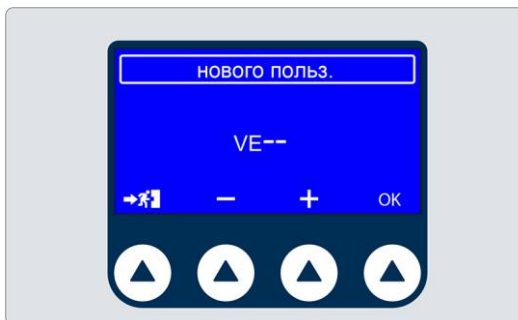 нового польз.
VE--
− + OK